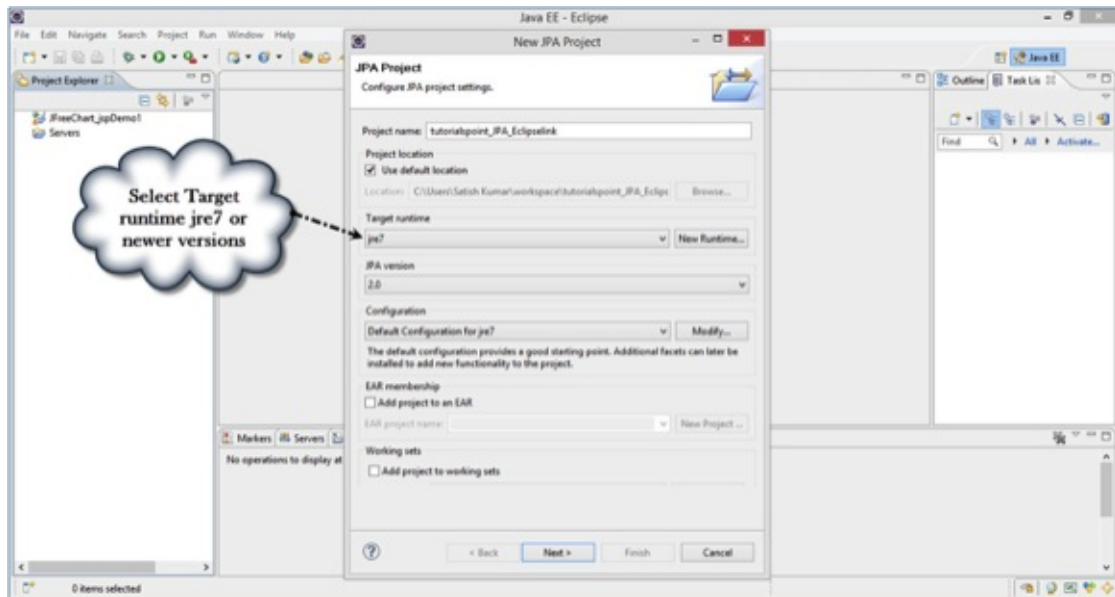 Java EE - Eclipse
File Edit Navigate Search Project Run Window Help
Java EE
Project Explorer
JFreeChart_jspDemo1
Servers
Select Target
runtime jre7 or
newer versions
New JPA Project
JPA Project
Configure JPA project settings.
Project name: tutorialspoint_JPA_Eclipselink
Project location
Use default location
Location: C:\Users\Satish Kumar\workspace\tutorialspoint_JPA_Eclips Browse...
Target runtime
jre7 New Runtime...
JPA version
2.0
Configuration
Default Configuration for jre7 Modify...
The default configuration provides a good starting point. Additional facets can later be
installed to add new functionality to the project.
EAR membership
Add project to an EAR
EAR project name: New Project ...
Working sets
Add project to working sets
< Back Next > Finish Cancel
Outline Task Lis
Find All Activate...
Markers Servers
No operations to display at
0 items selected